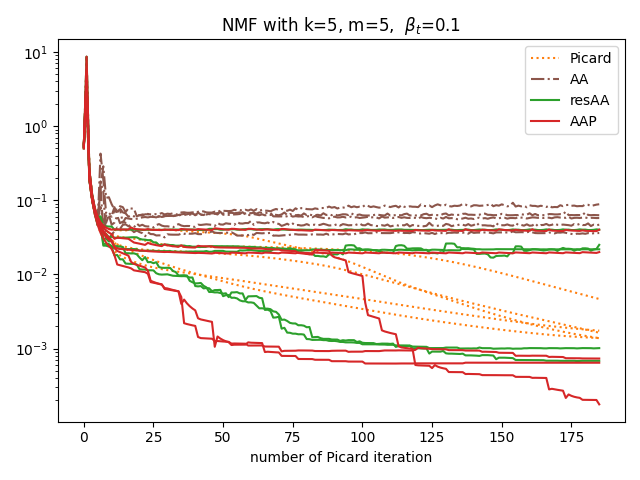 NMF with k=5, m=5, βₜ=0.1
10¹
10⁰
10⁻¹
10⁻²
10⁻³
Picard
AA
resAA
AAP
0 25 50 75 100 125 150 175
number of Picard iteration